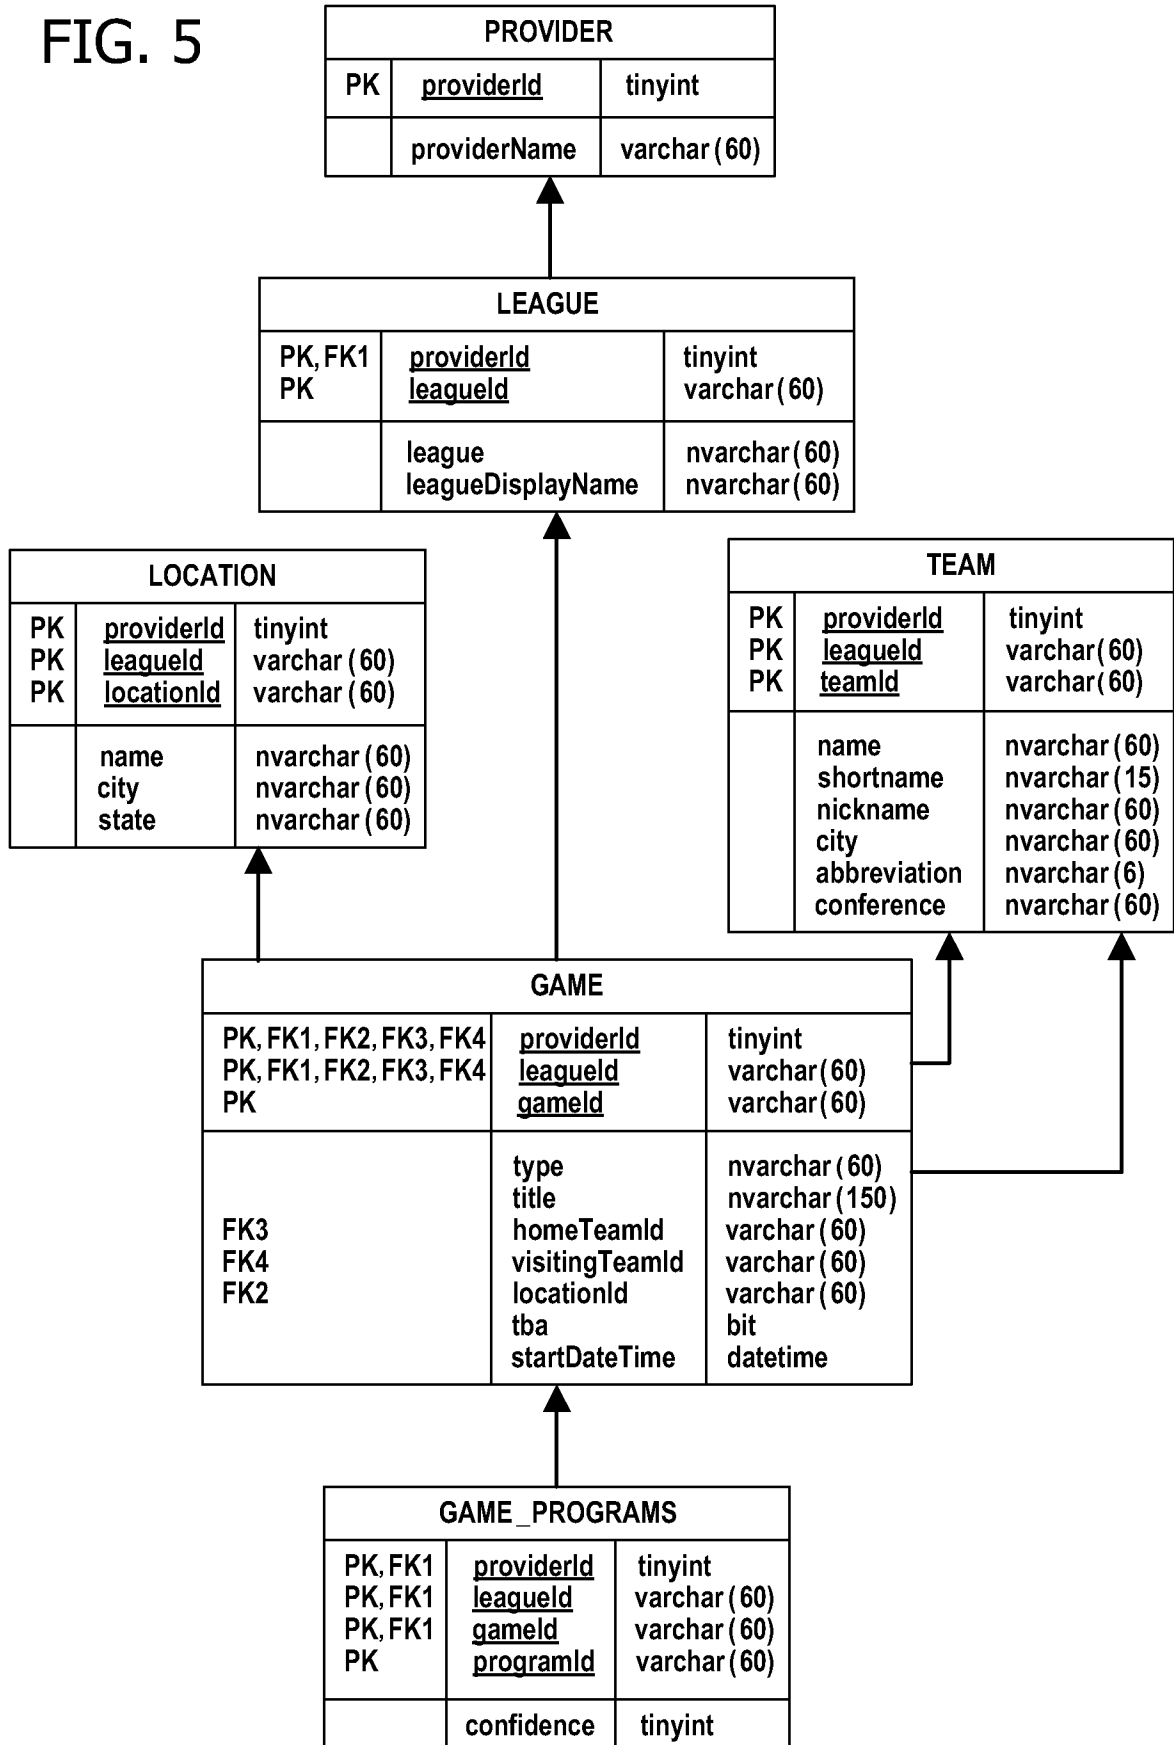 FIG. 5
PROVIDER
PK providerId tinyint
providerName varchar(60)
LEAGUE
PK, FK1 providerId tinyint
PK leagueId varchar(60)
league nvarchar(60)
leagueDisplayName nvarchar(60)
LOCATION
PK providerId tinyint
PK leagueId varchar(60)
PK locationId varchar(60)
name nvarchar(60)
city nvarchar(60)
state nvarchar(60)
TEAM
PK providerId tinyint
PK leagueId varchar(60)
PK teamId varchar(60)
name nvarchar(60)
shortname nvarchar(15)
nickname nvarchar(60)
city nvarchar(60)
abbreviation nvarchar(6)
conference nvarchar(60)
GAME
PK, FK1, FK2, FK3, FK4 providerId tinyint
PK, FK1, FK2, FK3, FK4 leagueId varchar(60)
PK gameId varchar(60)
type nvarchar(60)
title nvarchar(150)
FK3 homeTeamId varchar(60)
FK4 visitingTeamId varchar(60)
FK2 locationId varchar(60)
tba bit
startDateTime datetime
GAME_PROGRAMS
PK, FK1 providerId tinyint
PK, FK1 leagueId varchar(60)
PK, FK1 gameId varchar(60)
PK programId varchar(60)
confidence tinyint